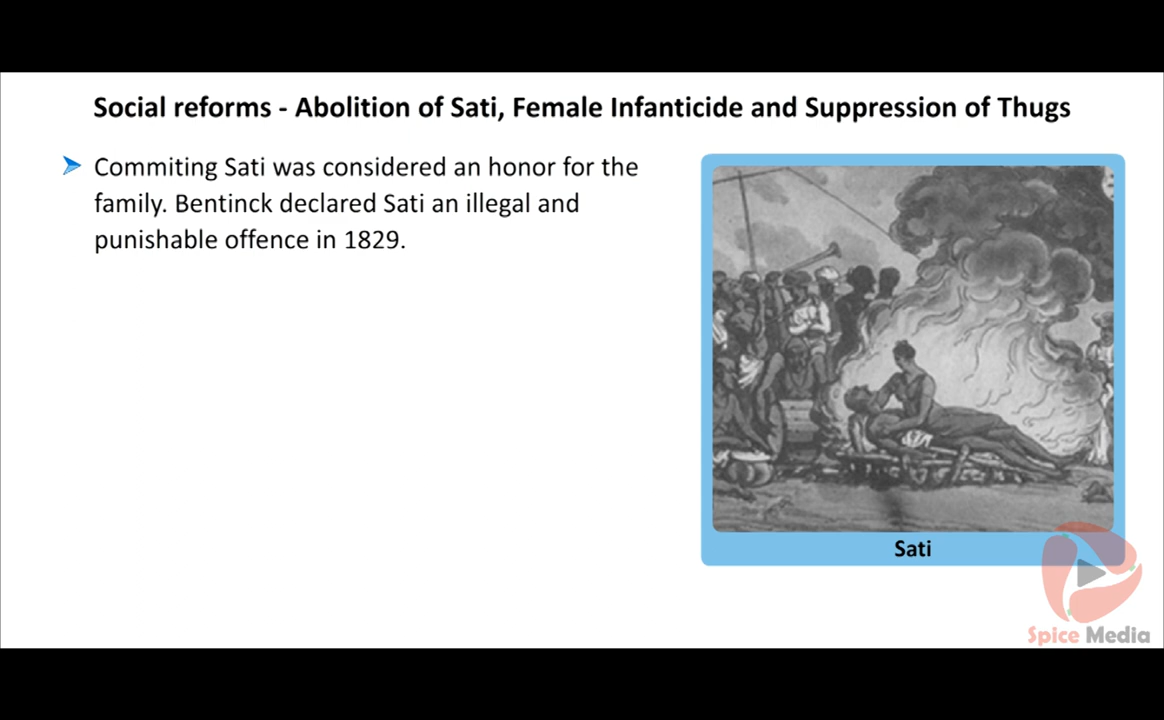 Social reforms - Abolition of Sati, Female Infanticide and Suppression of Thugs
Commiting Sati was considered an honor for the
family. Bentinck declared Sati an illegal and
punishable offence in 1829.
Sati
Spice Media